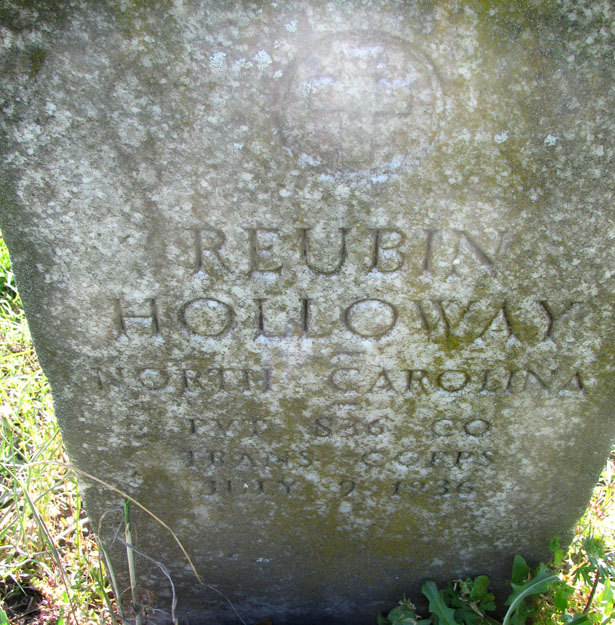 REUBIN
HOLLOWAY
NORTH CAROLINA
PVT 836 CO
TRANS CORPS
JULY 9 1936